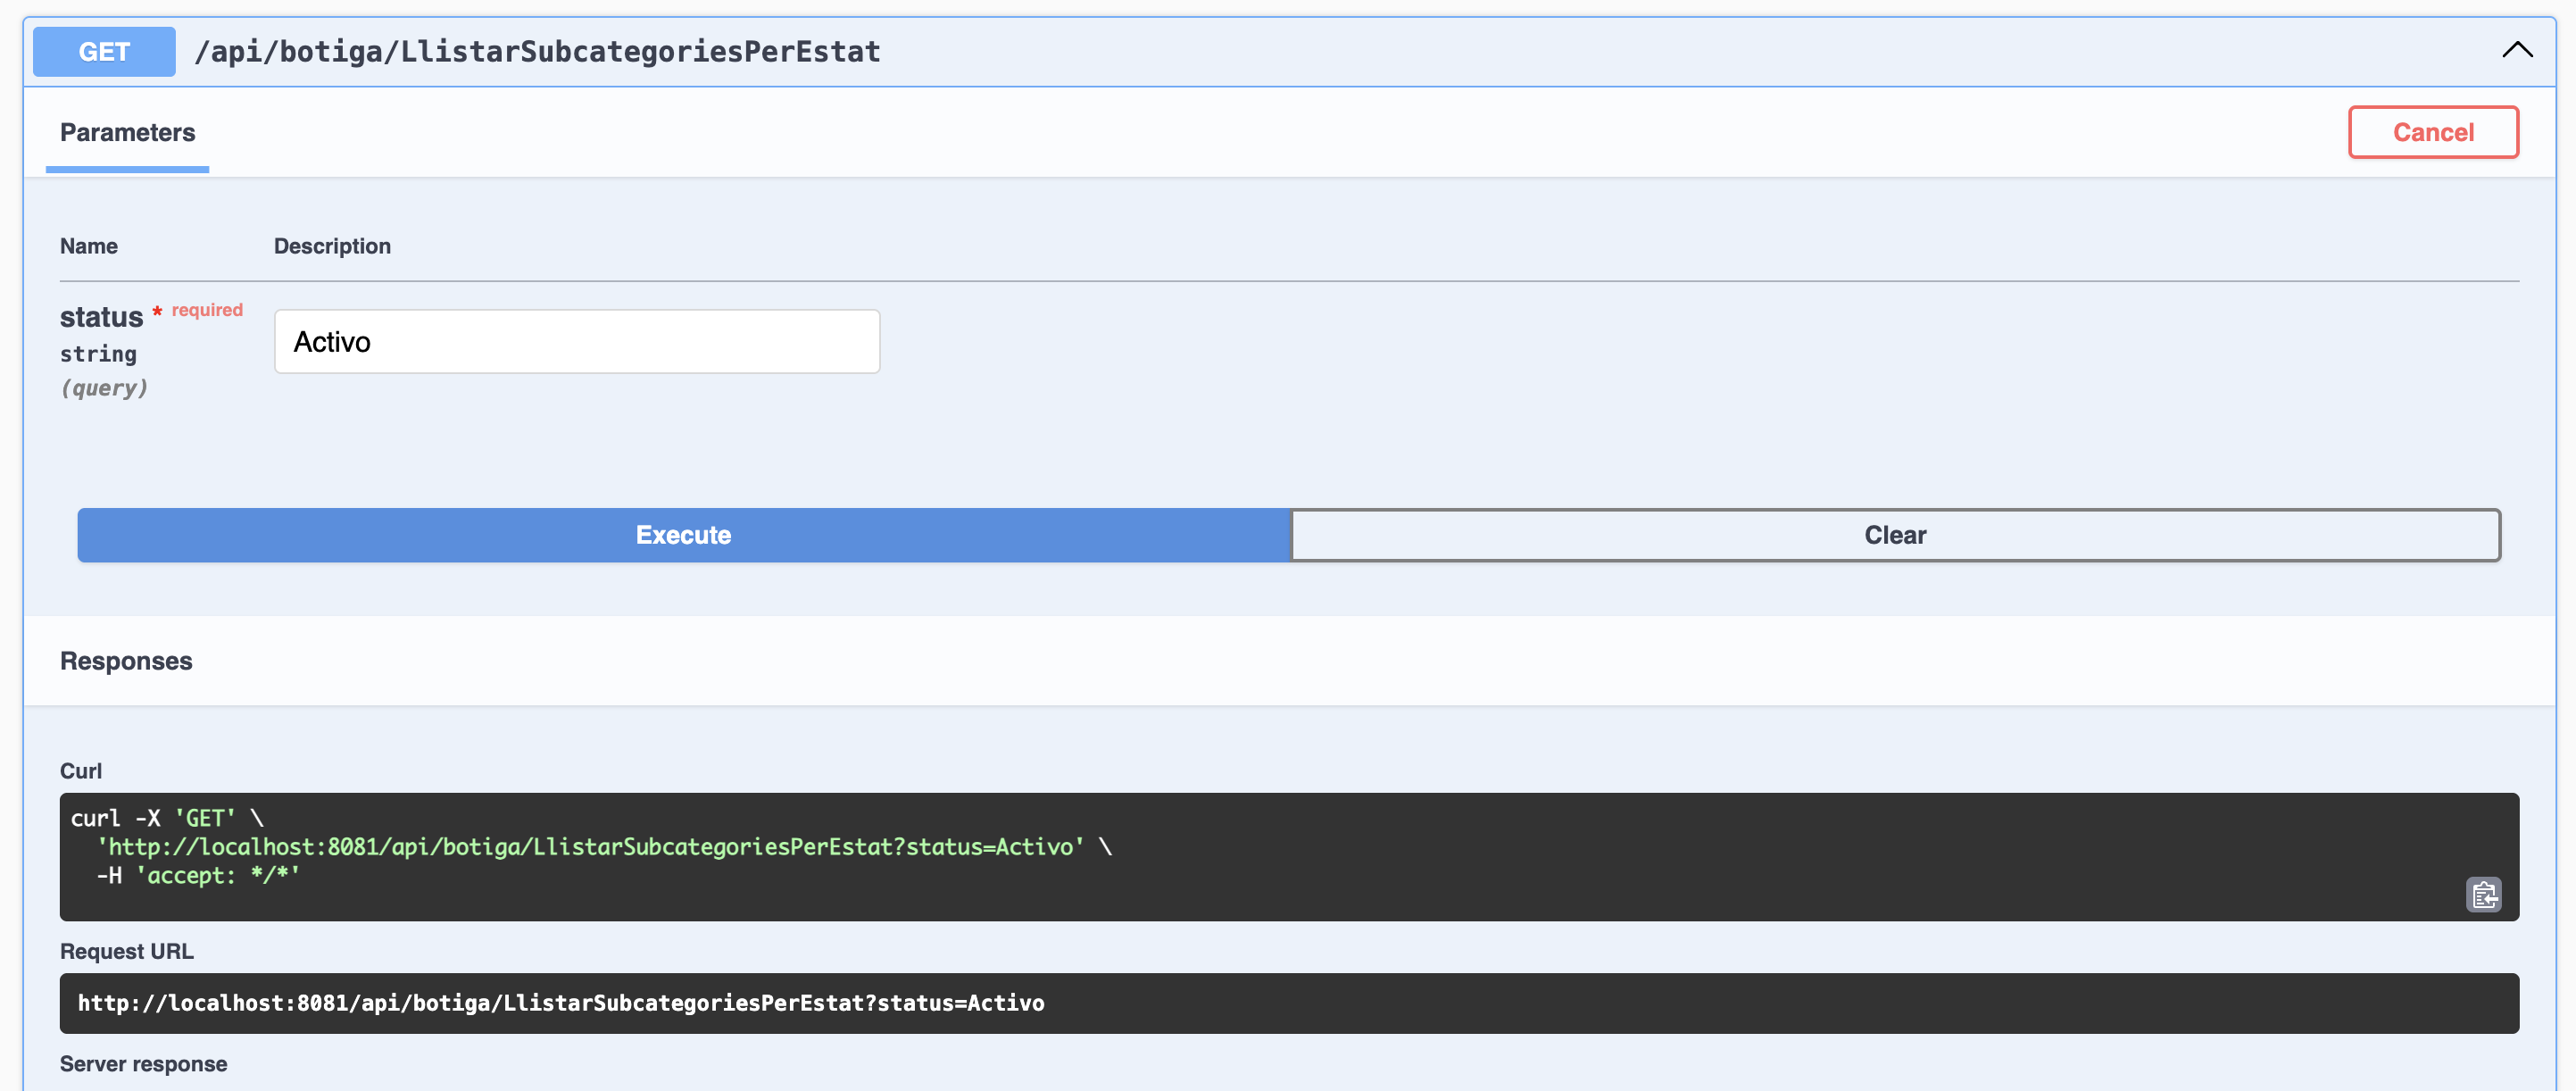 GET /api/botiga/LlistarSubcategoriesPerEstat
Parameters
Cancel
Name Description
status * required
string
(query)
Activo
Execute
Clear
Responses
Curl
curl -X 'GET' \
  'http://localhost:8081/api/botiga/LlistarSubcategoriesPerEstat?status=Activo' \
  -H 'accept: */*'
Request URL
http://localhost:8081/api/botiga/LlistarSubcategoriesPerEstat?status=Activo
Server response